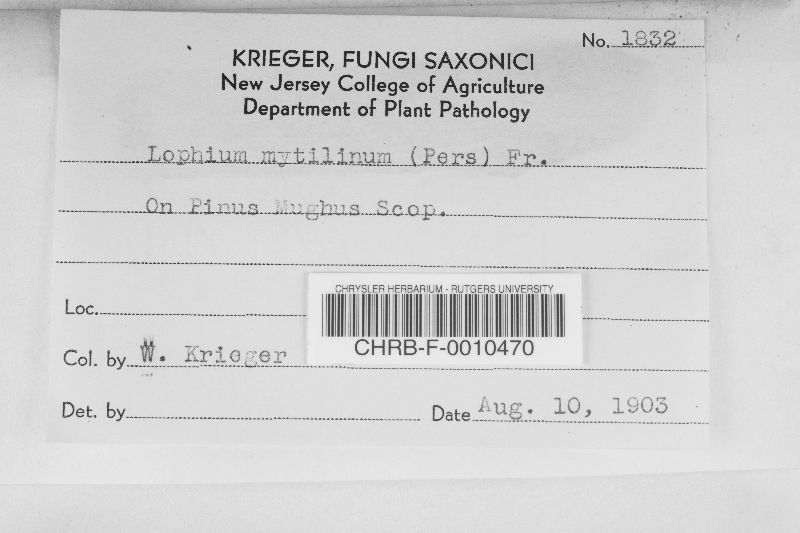 No. 1832
KRIEGER, FUNGI SAXONICI
New Jersey College of Agriculture
Department of Plant Pathology
Lophium mytilinum (Pers) Fr.
On Pinus Mughus Scop.
Loc.
CHRYSLER HERBARIUM - RUTGERS UNIVERSITY
CHRB-F-0010470
Col. by W. Krieger
Det. by
Date Aug. 10, 1903